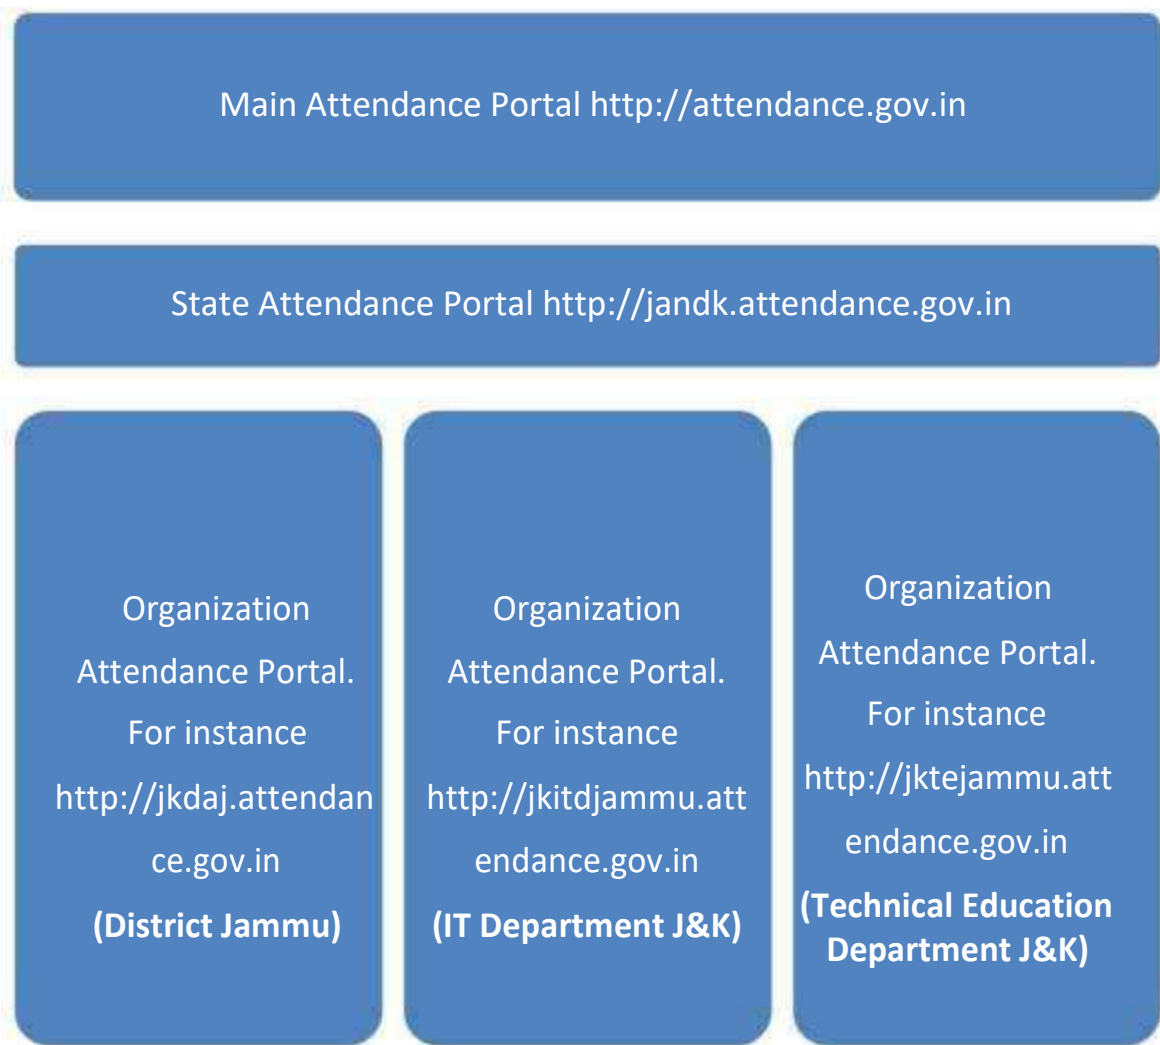 Main Attendance Portal http://attendance.gov.in
State Attendance Portal http://jandk.attendance.gov.in
Organization
Attendance Portal.
For instance
http://jkdaj.attendan
ce.gov.in
(District Jammu)
Organization
Attendance Portal.
For instance
http://jkitdjammu.att
endance.gov.in
(IT Department J&K)
Organization
Attendance Portal.
For instance
http://jktejammu.att
endance.gov.in
(Technical Education
Department J&K)